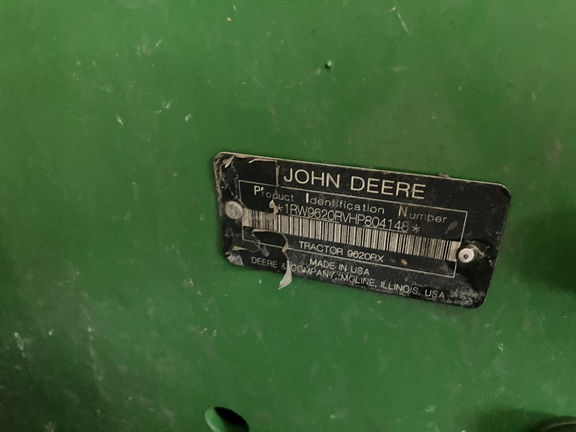 JOHN DEERE
Product Identification Number
*1RW9620RVHP804148*
TRACTOR 9620RX
MADE IN USA
DEERE & COMPANY, MOLINE, ILLINOIS, USA